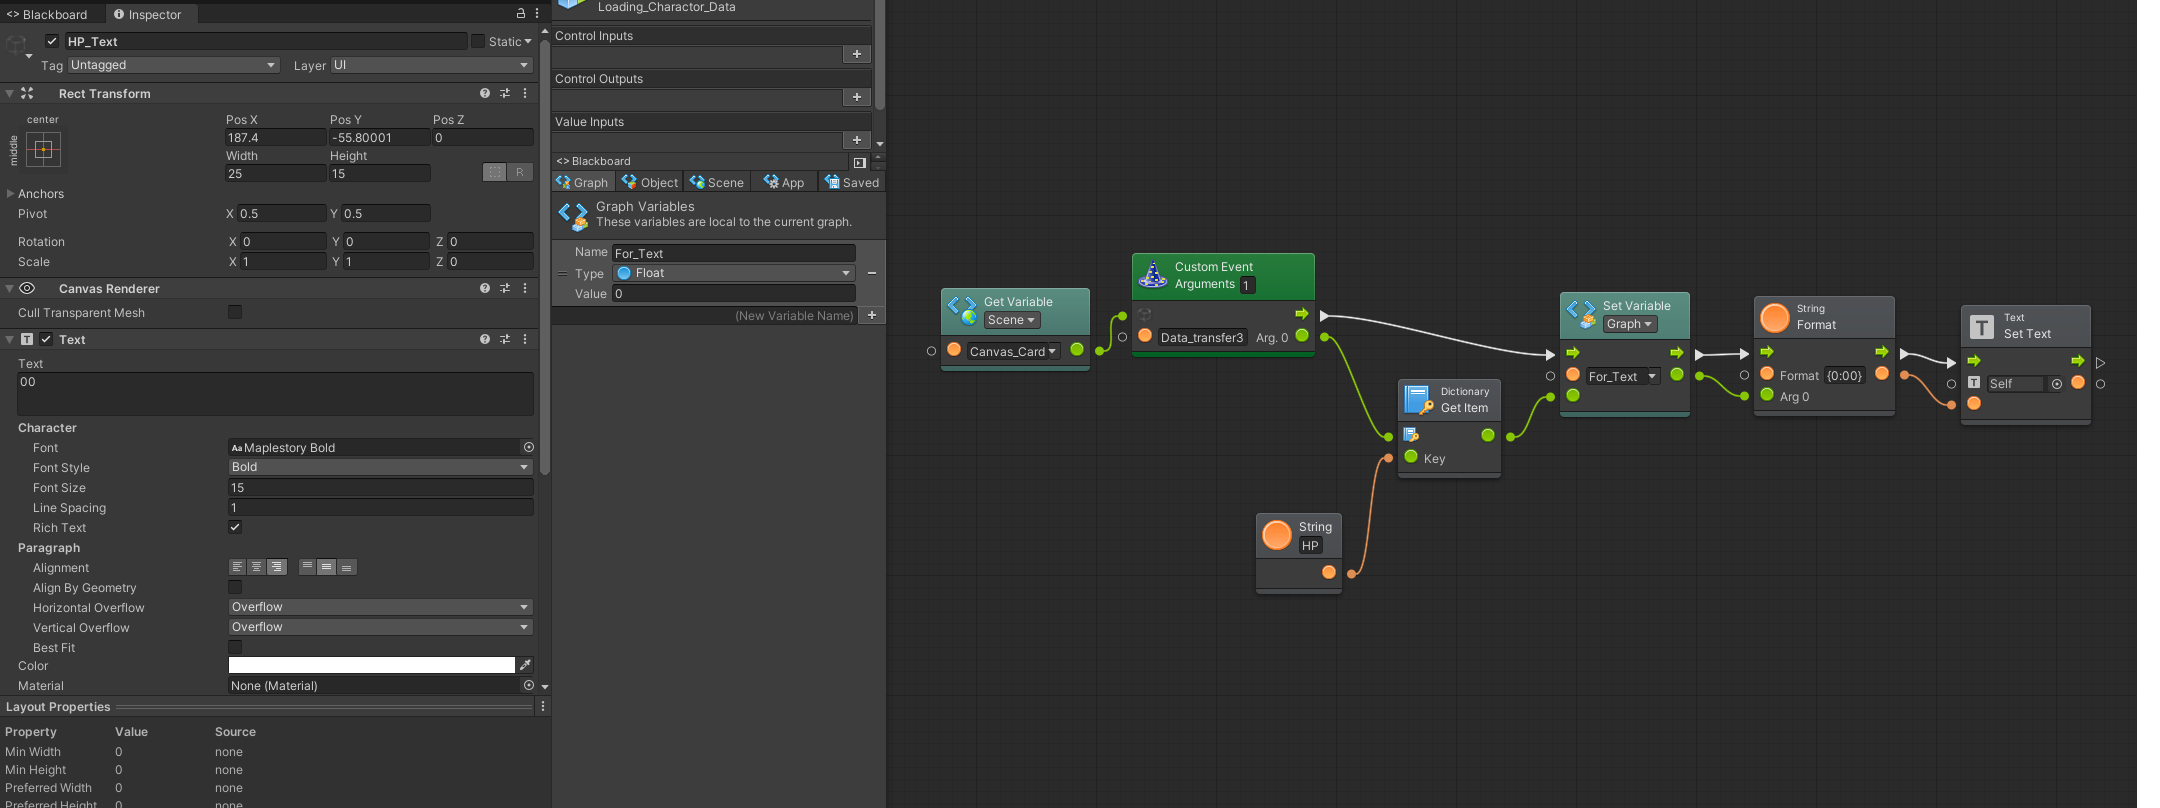 <> Blackboard
Inspector
HP_Text
Static
Tag
Untagged
Layer
UI
Rect Transform
center
middle
Pos X
Pos Y
Pos Z
187.4
-55.80001
0
Width
Height
25
15
R
Anchors
Pivot
X 0.5
Y 0.5
Rotation
X 0
Y 0
Z 0
Scale
X 1
Y 1
Z 0
Canvas Renderer
Cull Transparent Mesh
T Text
Text
00
Character
Font
Aa Maplestory Bold
Font Style
Bold
Font Size
15
Line Spacing
1
Rich Text
Paragraph
Alignment
Align By Geometry
Horizontal Overflow
Overflow
Vertical Overflow
Overflow
Best Fit
Color
Material
None (Material)
Layout Properties
Property
Value
Source
Min Width
0
none
Min Height
0
none
Preferred Width
0
none
Preferred Height
0
none
Loading_Charactor_Data
Control Inputs
+
Control Outputs
+
Value Inputs
+
<> Blackboard
Graph
Object
Scene
App
Saved
Graph Variables
These variables are local to the current graph.
Name
For_Text
Type
Float
Value
0
(New Variable Name)
+
Get Variable
Scene
Canvas_Card
Custom Event
Arguments 1
Data_transfer3
Arg. 0
Dictionary
Get Item
Key
String
HP
Set Variable
Graph
For_Text
String
Format
Format {0:00}
Arg 0
T
Text
Set Text
T Self